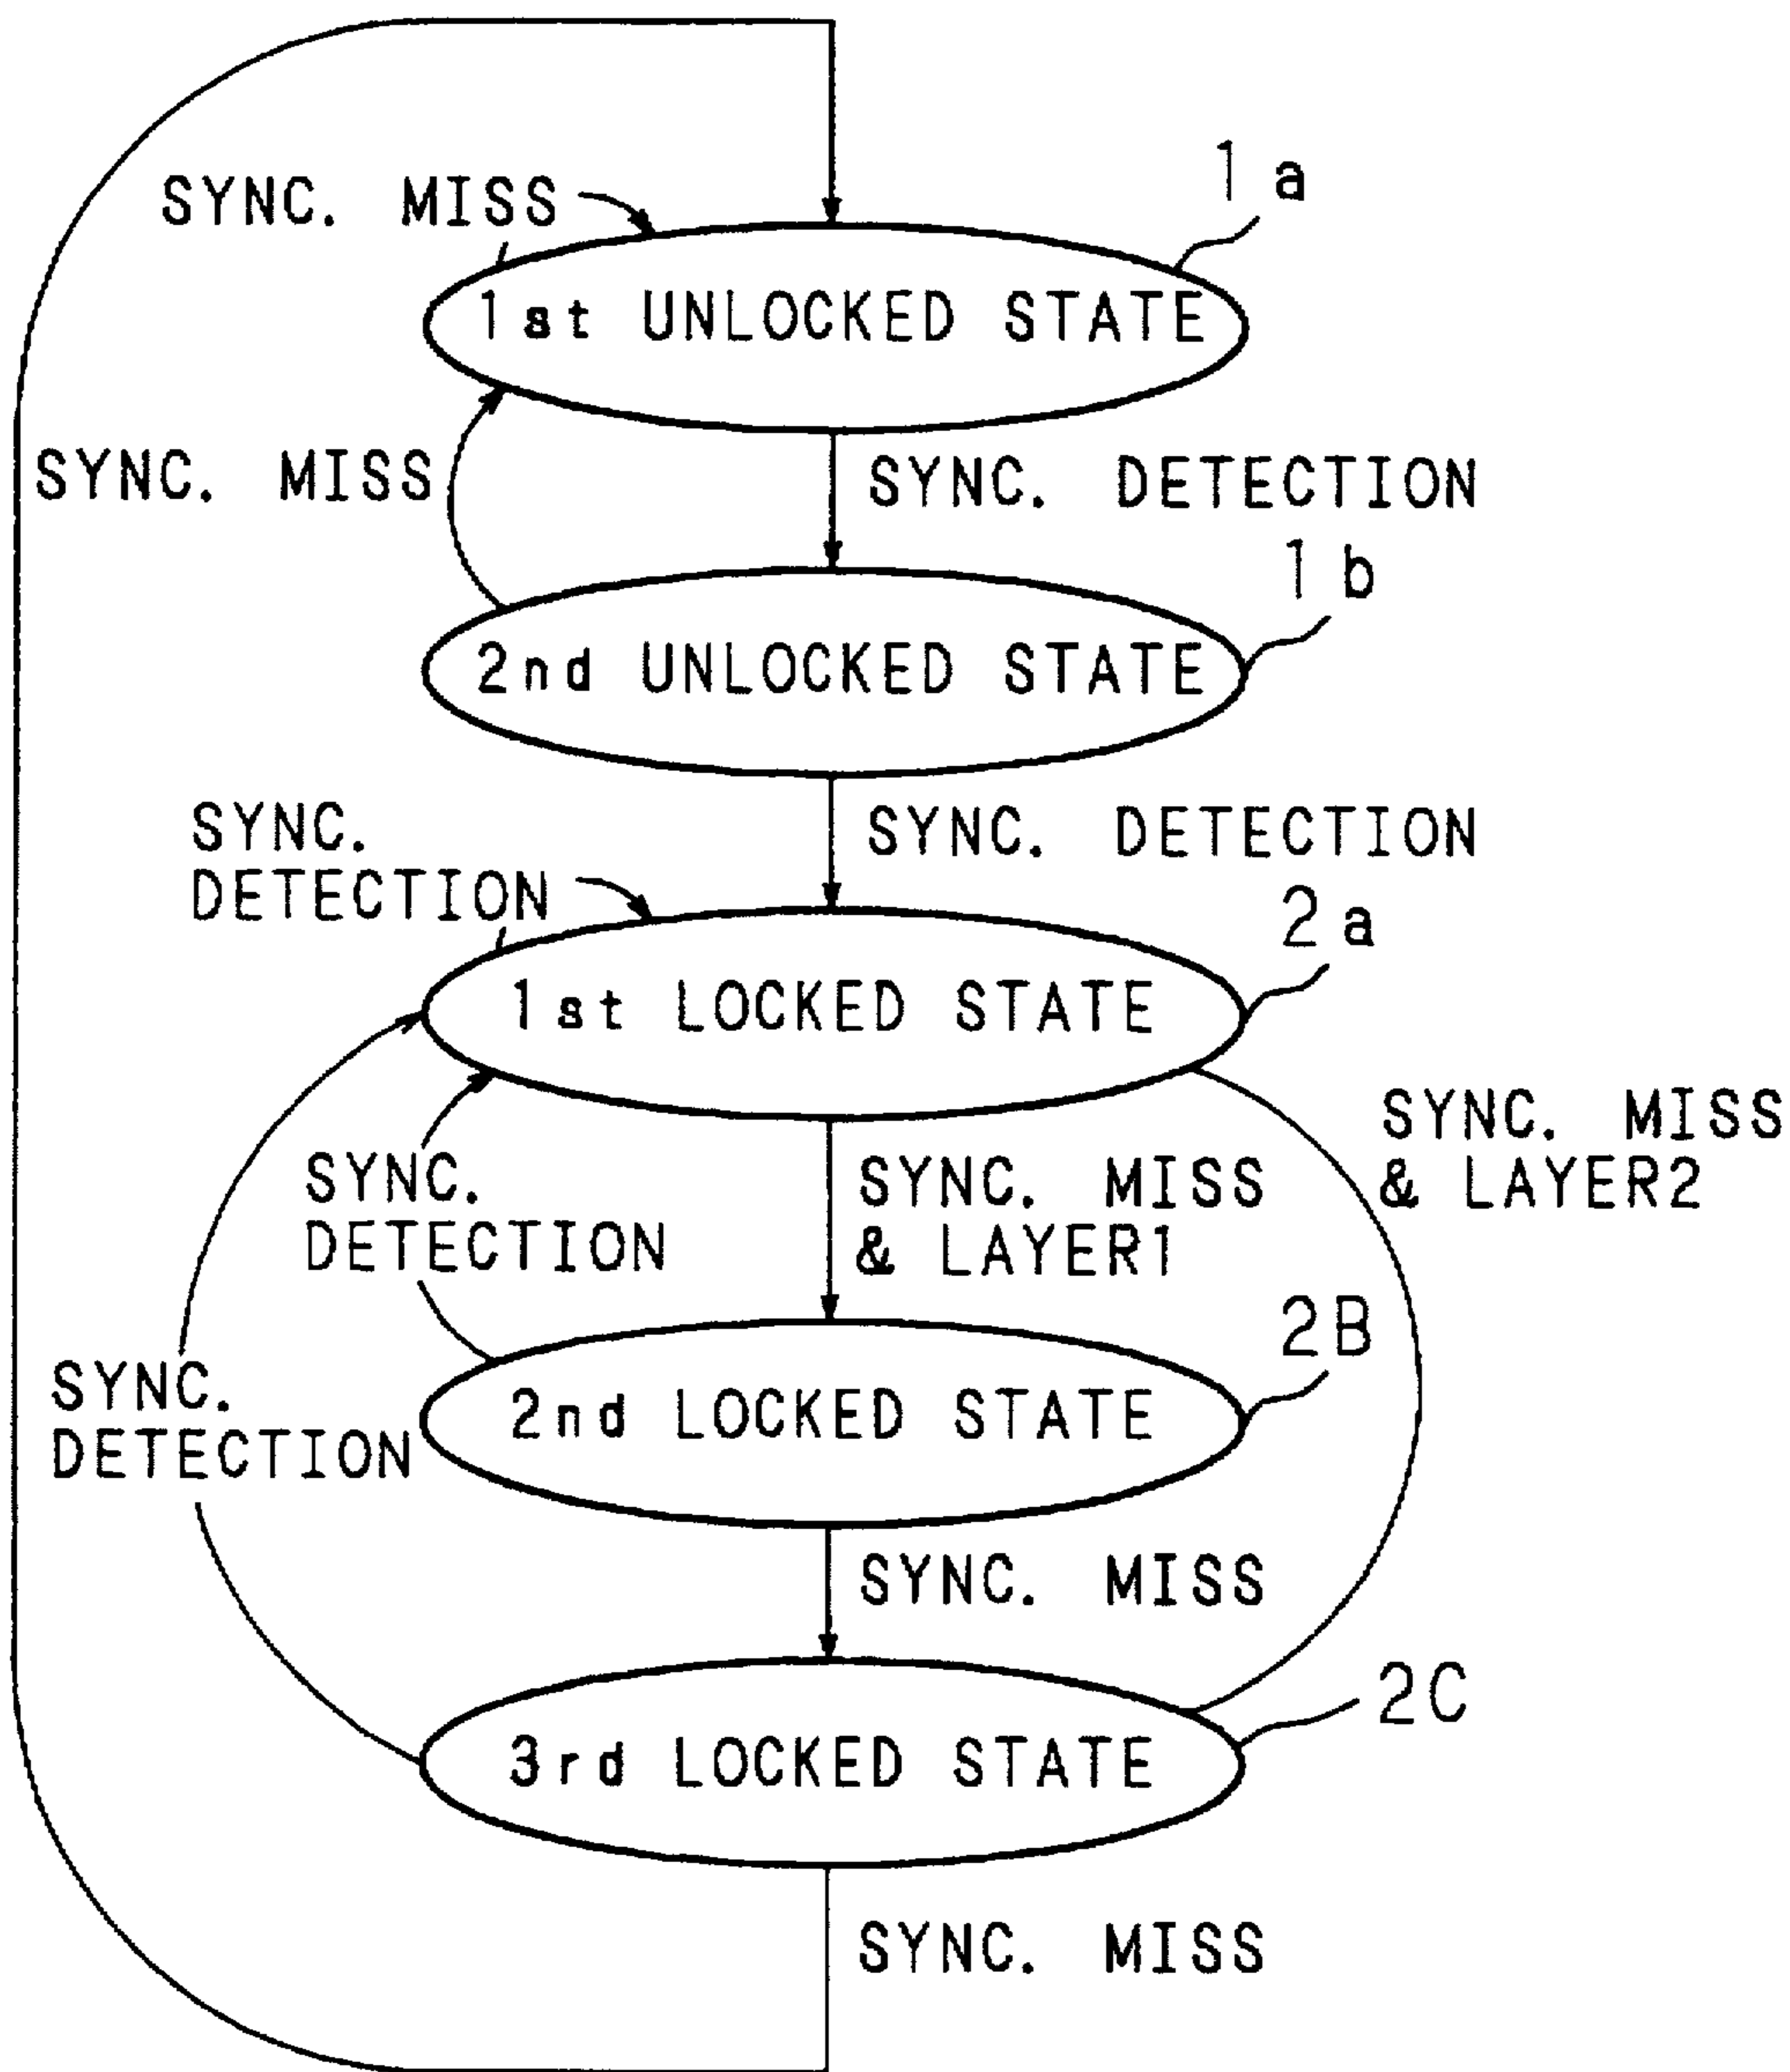 1a
SYNC. MISS
1st UNLOCKED STATE
SYNC. MISS
SYNC. DETECTION
1b
2nd UNLOCKED STATE
SYNC.
DETECTION
SYNC. DETECTION
2a
1st LOCKED STATE
SYNC. MISS
& LAYER2
SYNC.
DETECTION
SYNC. MISS
& LAYER1
2B
SYNC.
DETECTION
2nd LOCKED STATE
SYNC. MISS
2C
3rd LOCKED STATE
SYNC. MISS